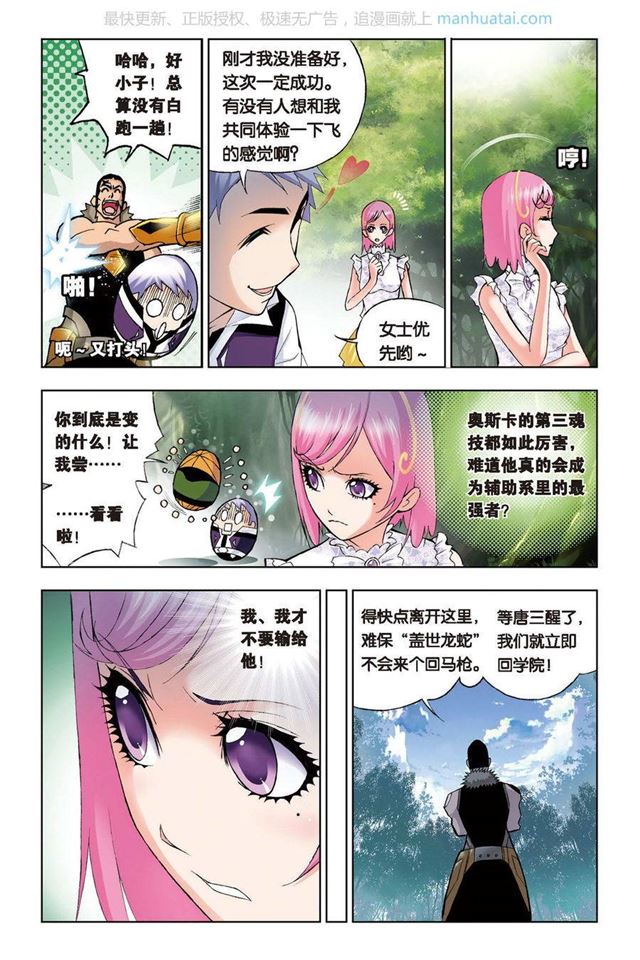 最快更新、正版授权、极速无广告，追漫画就上 manhuatai.com
哈哈，好
小子！总
算没有白
跑一趟！
啪！
呃～又打头！
刚才我没准备好，
这次一定成功。
有没有人想和我
共同体验一下飞
的感觉啊？
女士优
先哟～
哼！
你到底是变
的什么！让
我尝……
……看看
啦！
奥斯卡的第三魂
技都如此厉害，
难道他真的会成
为辅助系里的最
强者？
我、我才
不要输给
他！
得快点离开这里，
难保“盖世龙蛇”
不会来个回马枪。
等唐三醒了，
我们就立即
回学院！